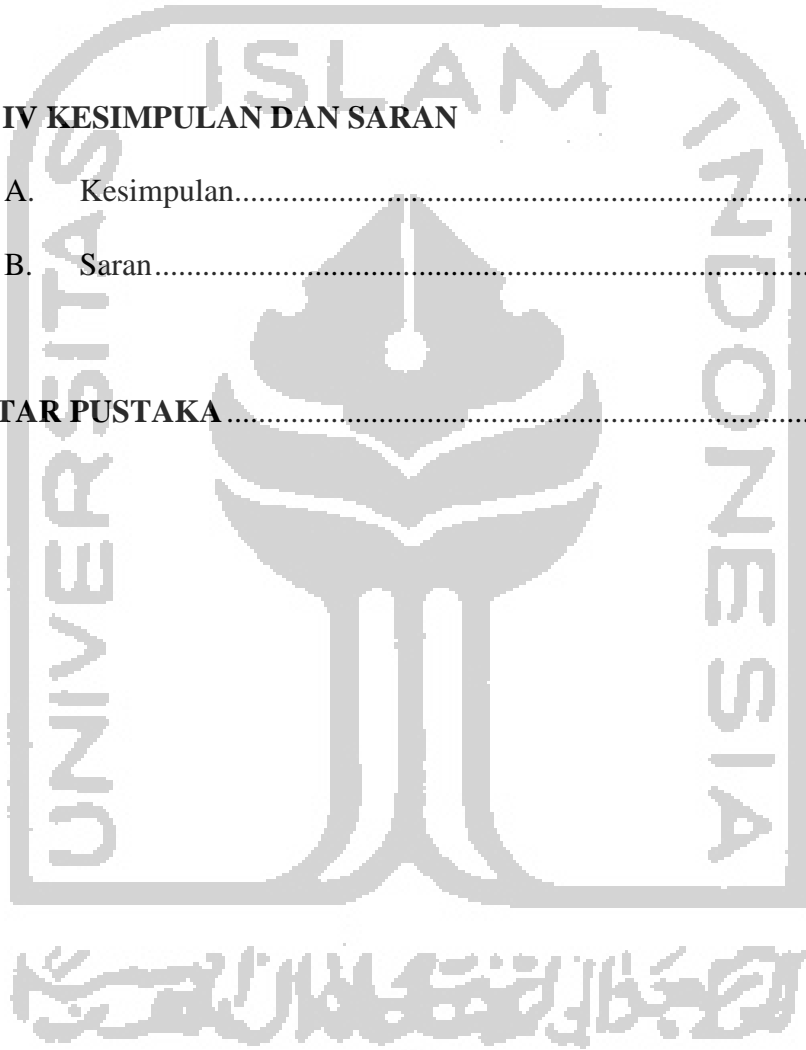 ISLAM
UNIVERSITAS
INDONESIA
IV KESIMPULAN DAN SARAN
A. Kesimpulan................................................................................
B. Saran................................................................................
TAR PUSTAKA................................................................................